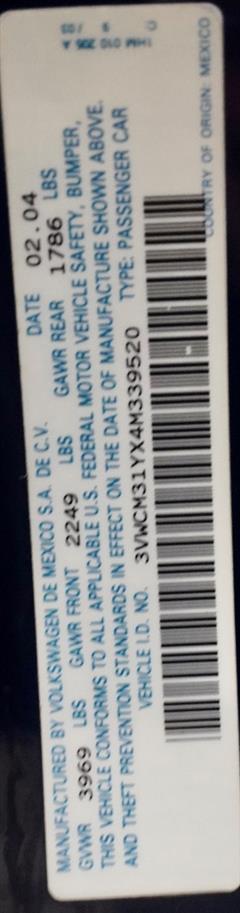 MANUFACTURED BY VOLKSWAGEN DE MEXICO S.A. DE C.V. DATE 02.04
GVWR 3969 LBS GAWR FRONT 2249 LBS GAWR REAR 1786 LBS
THIS VEHICLE CONFORMS TO ALL APPLICABLE U.S. FEDERAL MOTOR VEHICLE SAFETY, BUMPER,
AND THEFT PREVENTION STANDARDS IN EFFECT ON THE DATE OF MANUFACTURE SHOWN ABOVE.
VEHICLE I.D. NO. 3VWCM31YX4M339520 TYPE: PASSENGER CAR
COUNTRY OF ORIGIN: MEXICO
1HM 010